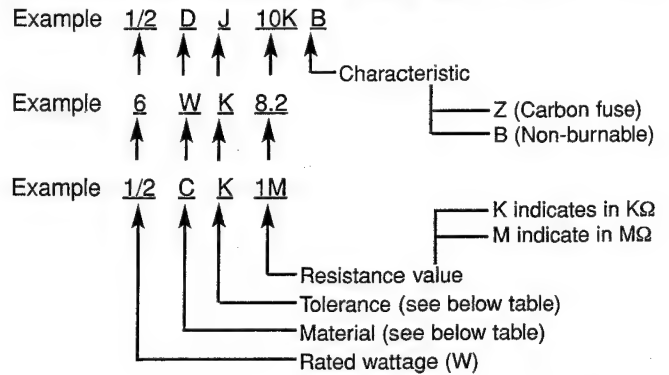 Example 1/2 D J 10K B
Characteristic
Z (Carbon fuse)
B (Non-burnable)
Example 6 W K 8.2
Example 1/2 C K 1M
K indicates in KΩ
M indicate in MΩ
Resistance value
Tolerance (see below table)
Material (see below table)
Rated wattage (W)